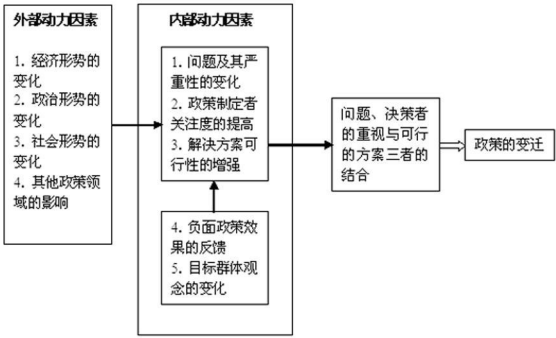 外部动力因素
1. 经济形势的
变化
2. 政治形势的
变化
3. 社会形势的
变化
4. 其他政策领
域的影响
内部动力因素
1. 问题及其严
重性的变化
2. 政策制定者
关注度的提高
3. 解决方案可
行性的增强
4. 负面政策效
果的反馈
5. 目标群体观
念的变化
问题、决策者
的重视与可行
的方案三者的
结合
政策的变迁